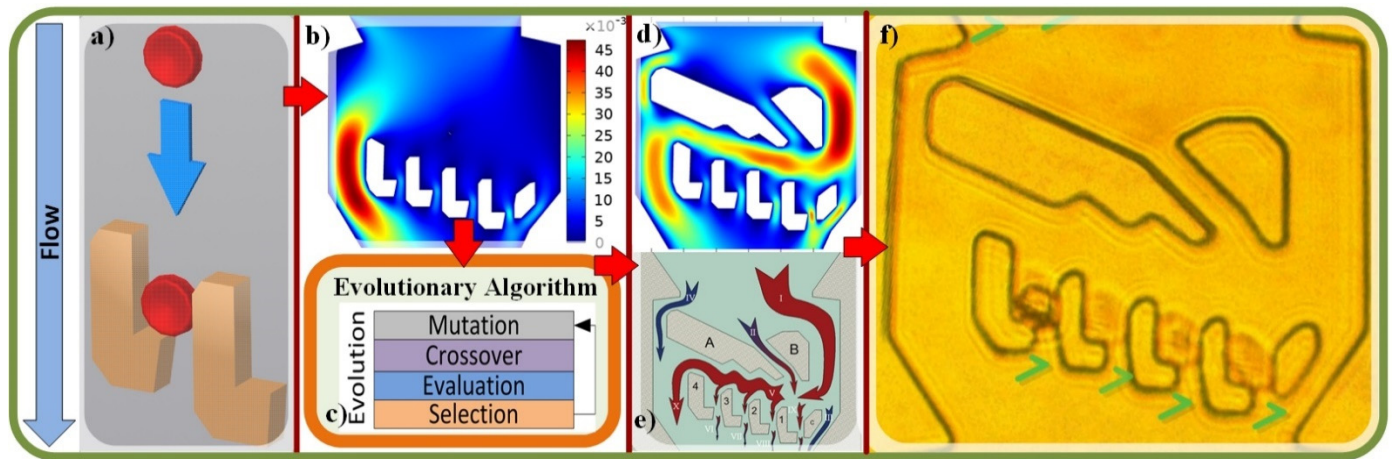 Flow
a)
b)
×10⁻³
45
40
35
30
25
20
15
10
5
0
Evolutionary Algorithm
Evolution
Mutation
Crossover
Evaluation
Selection
c)
d)
IV
I
II
A
B
4
3
2
1
c
X
V
IX
VI
VII
VIII
e)
f)